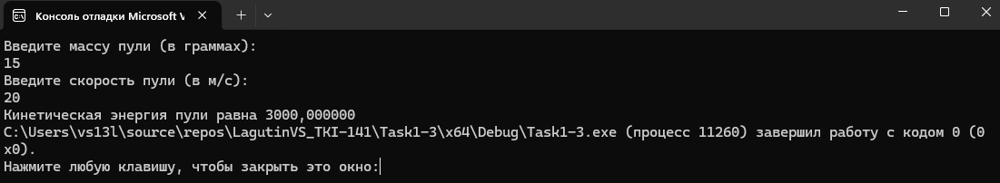 Консоль отладки Microsoft V
Введите массу пули (в граммах):
15
Введите скорость пули (в м/с):
20
Кинетическая энергия пули равна 3000,000000
C:\Users\vs13l\source\repos\LagutinVS_TKI-141\Task1-3\x64\Debug\Task1-3.exe (процесс 11260) завершил работу с кодом 0 (0
x0).
Нажмите любую клавишу, чтобы закрыть это окно: